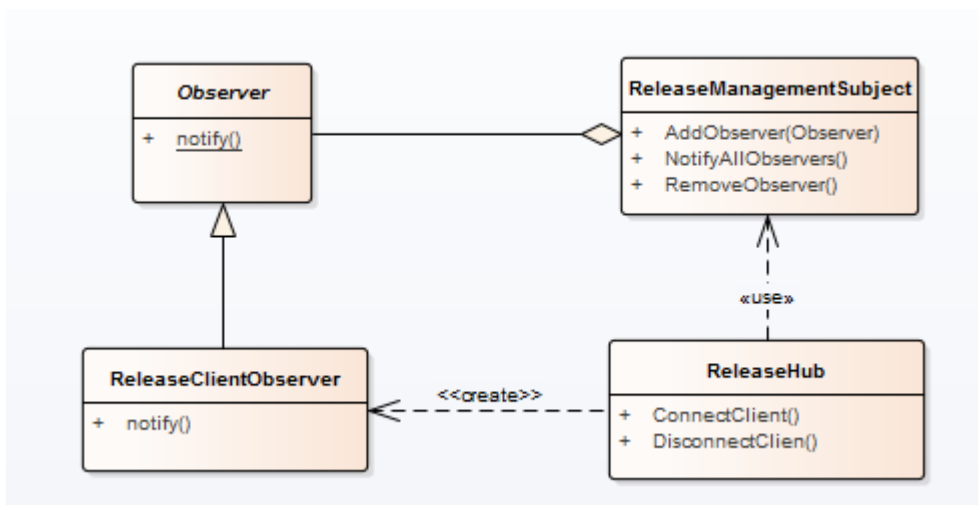 Observer
+ notify()
ReleaseManagementSubject
+ AddObserver(Observer)
+ NotifyAllObservers()
+ RemoveObserver()
«use»
ReleaseClientObserver
+ notify()
<<create>>
ReleaseHub
+ ConnectClient()
+ DisconnectClien()